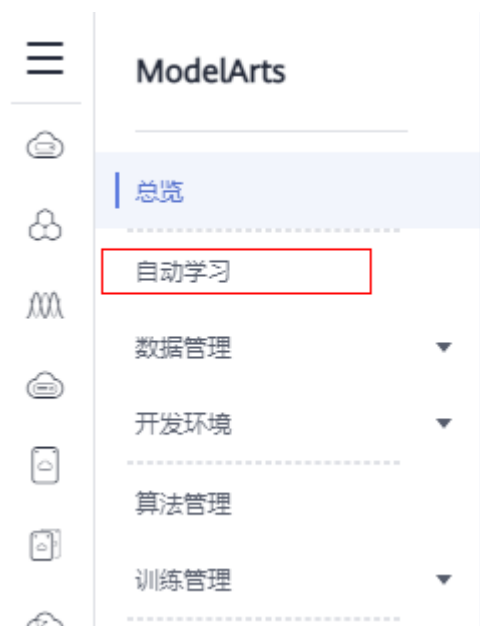 ModelArts
总览
自动学习
数据管理
开发环境
算法管理
训练管理